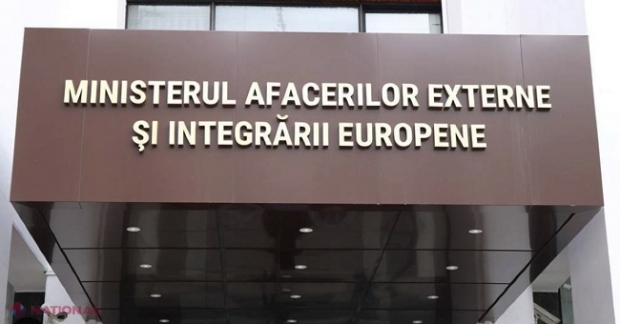 MINISTERUL AFACERILOR EXTERNE
ŞI INTEGRĂRII EUROPENE